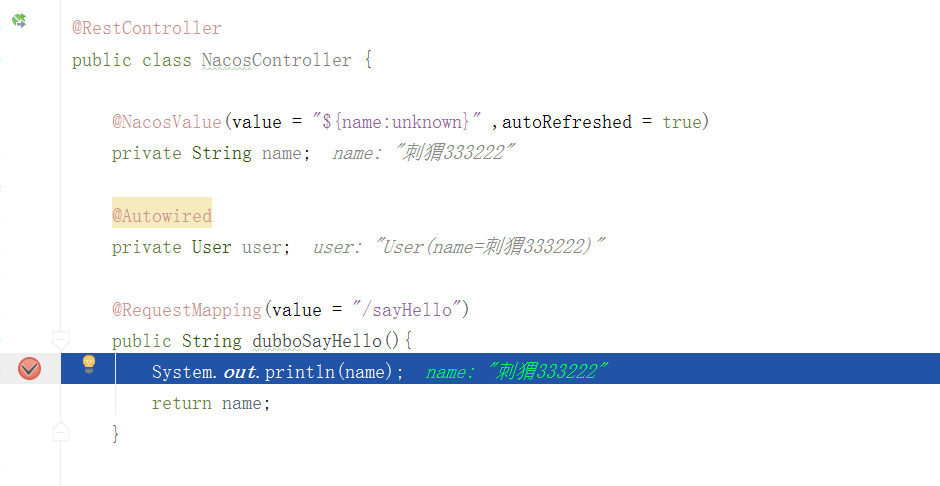 @RestController
public class NacosController {
@NacosValue(value = "${name:unknown}" ,autoRefreshed = true)
private String name;  name: "刺猬333222"
@Autowired
private User user;  user: "User(name=刺猬333222)"
@RequestMapping(value = "/sayHello")
public String dubboSayHello(){
System.out.println(name);  name: "刺猬333222"
return name;
}